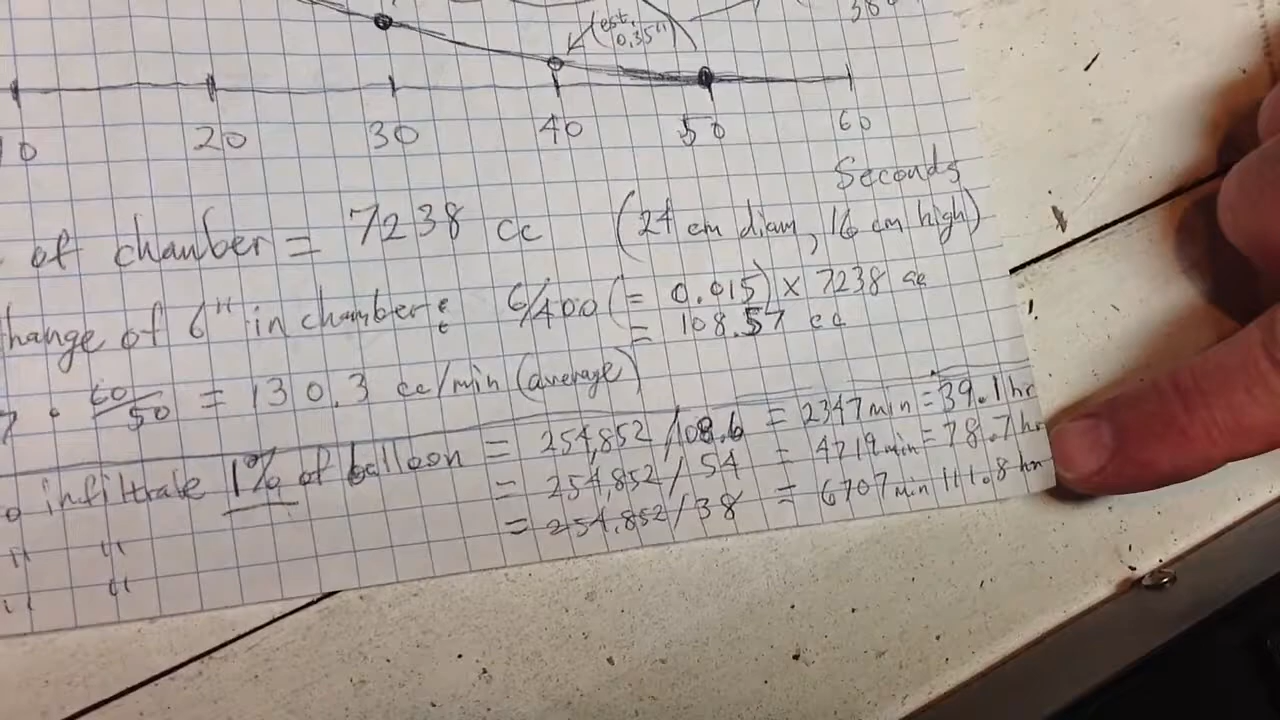 380
(est. 0.35")
10 20 30 40 50 60
Seconds
of chamber = 7238 cc (24 cm diam, 16 cm high)
hange of 6" in chamber: 6/400 (= 0.015) x 7238 cc
= 108.57 cc
7 · 60/50 = 130.3 cc/min (average)
o infiltrate 1% of balloon = 254,852/108.6 = 2347 min = 39.1 hr
" " = 254,852/54 = 4719 min = 78.7 hr
" " = 254,852/38 = 6707 min 111.8 hr